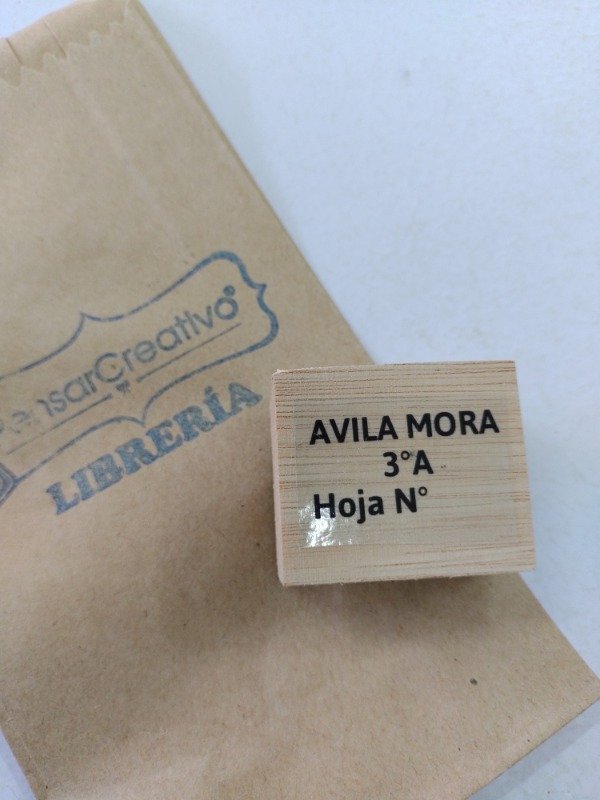 PensarCreativo
LIBRERÍA
AVILA MORA
3°A
Hoja N°